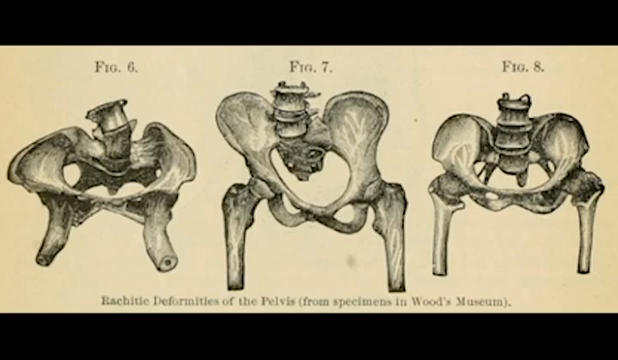 FIG. 6. FIG. 7. FIG. 8.
Rachitic Deformities of the Pelvis (from specimens in Wood's Museum).